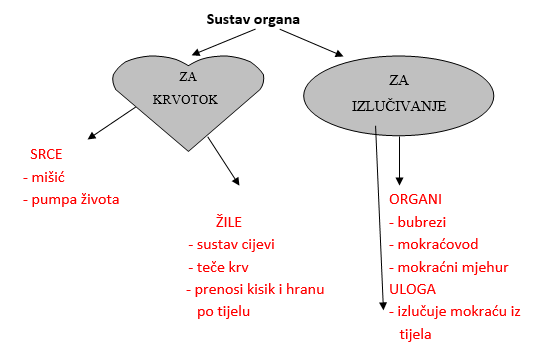 Sustav organa
ZA
KRVOTOK
ZA
IZLUČIVANJE
SRCE
- mišić
- pumpa života
ŽILE
- sustav cijevi
- teče krv
- prenosi kisik i hranu
po tijelu
ORGANI
- bubrezi
- mokraćovod
- mokraćni mjehur
ULOGA
- izlučuje mokraću iz
tijela